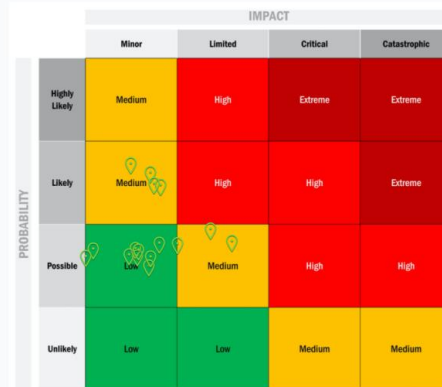 IMPACT
Minor Limited Critical Catastrophic
PROBABILITY
Highly
Likely
Medium High Extreme Extreme
Likely Medium High High Extreme
Possible Low Medium High High
Unlikely Low Low Medium Medium